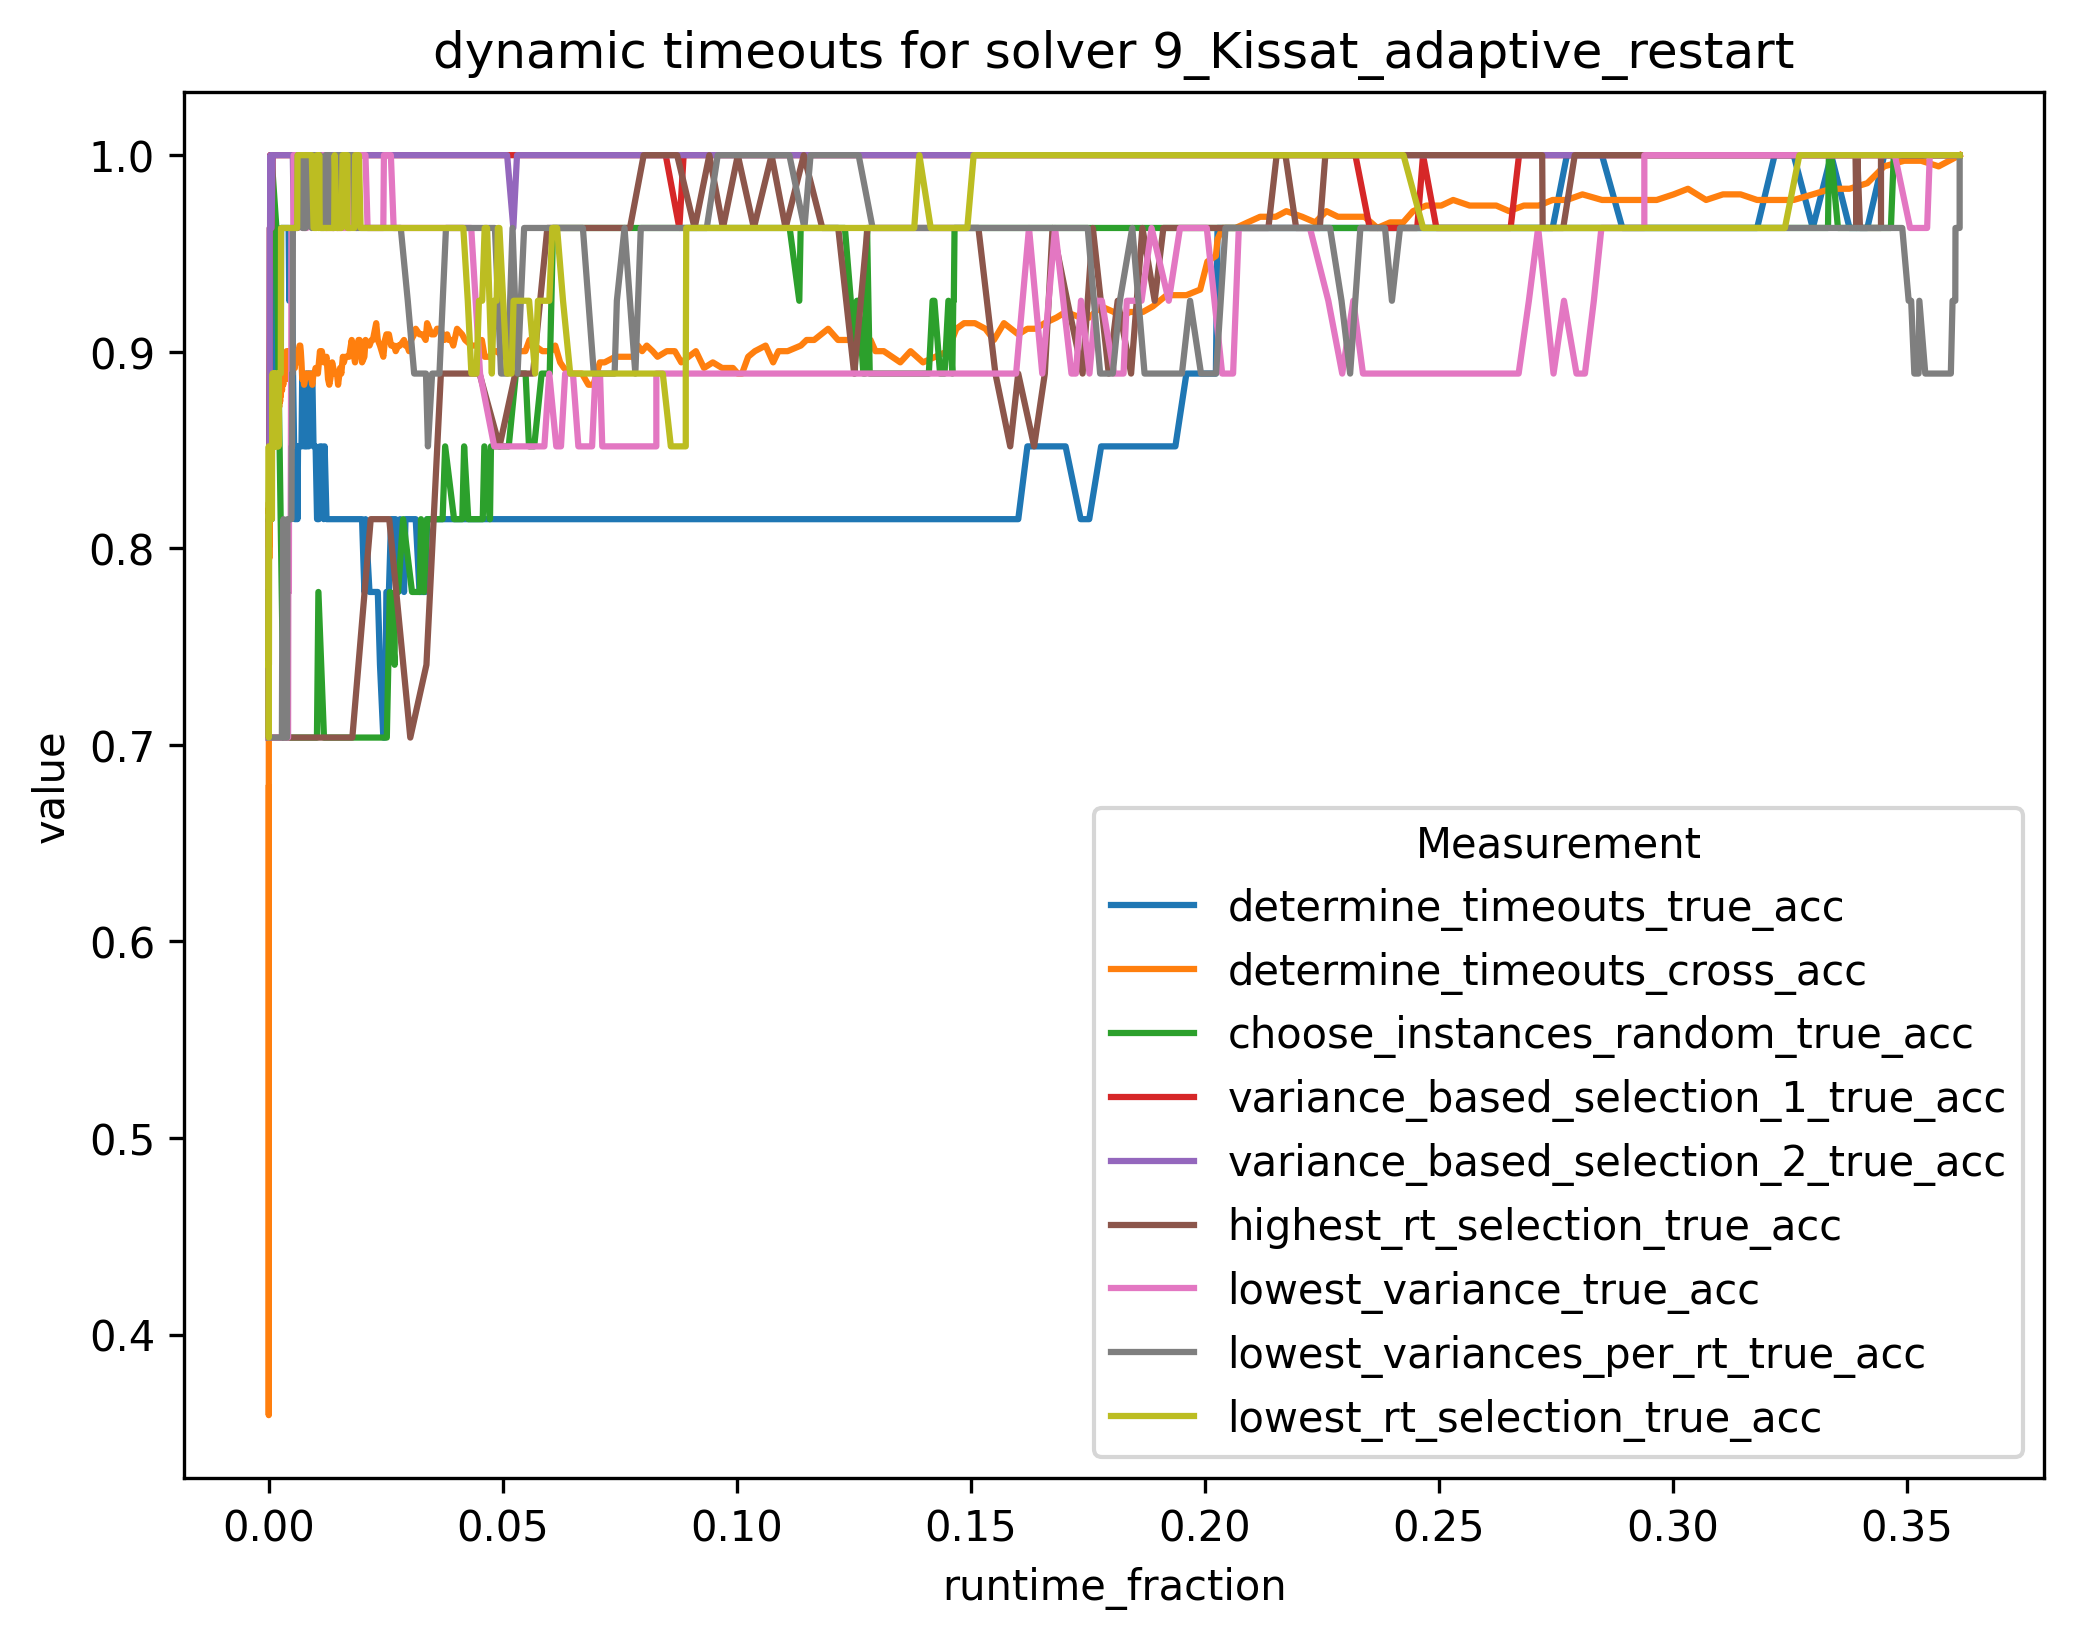 dynamic timeouts for solver 9_Kissat_adaptive_restart
value
1.0
0.9
0.8
0.7
0.6
0.5
0.4
Measurement
determine_timeouts_true_acc
determine_timeouts_cross_acc
choose_instances_random_true_acc
variance_based_selection_1_true_acc
variance_based_selection_2_true_acc
highest_rt_selection_true_acc
lowest_variance_true_acc
lowest_variances_per_rt_true_acc
lowest_rt_selection_true_acc
0.00 0.05 0.10 0.15 0.20 0.25 0.30 0.35
runtime_fraction